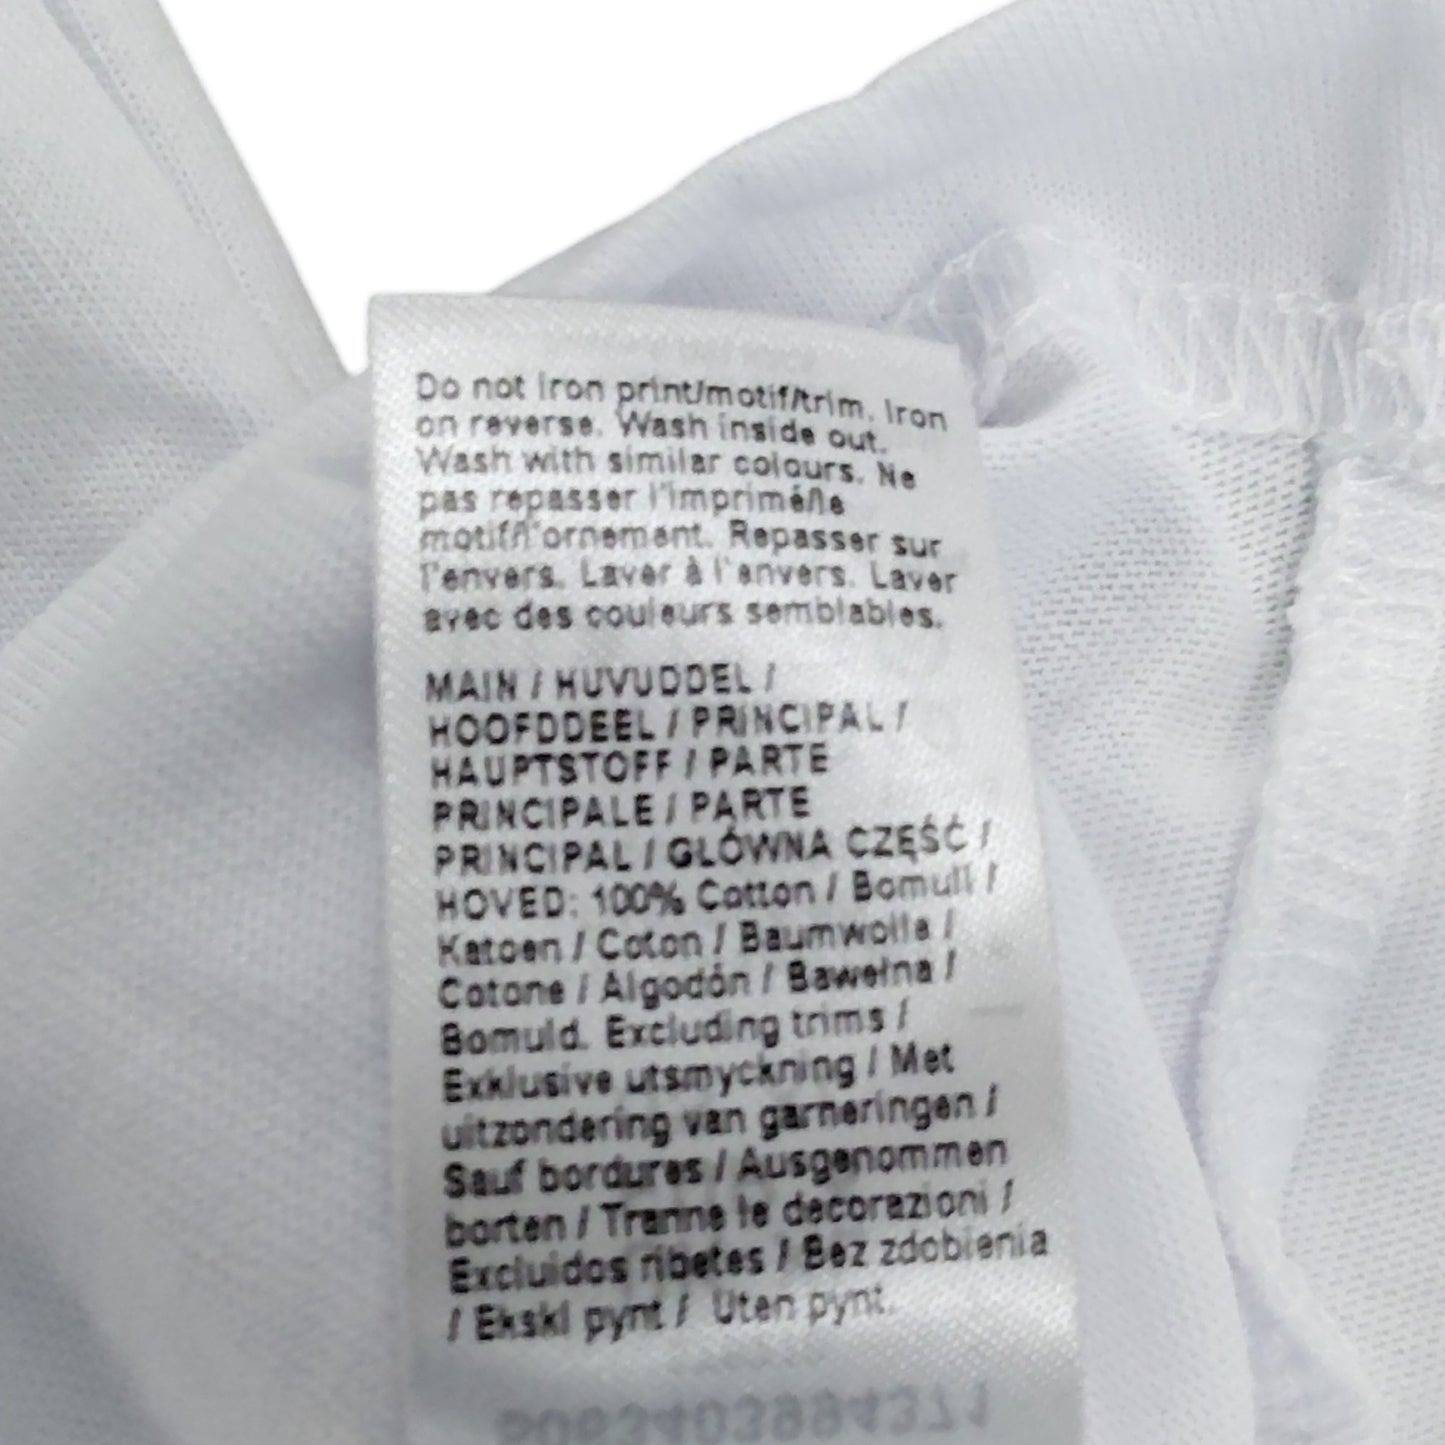 Do not iron print/motif/trim. Iron
on reverse. Wash inside out.
Wash with similar colours. Ne
pas repasser l'imprimé/le
motif/l'ornement. Repasser sur
l'envers. Laver à l'envers. Laver
avec des couleurs semblables.
MAIN / HUVUDDEL /
HOOFDDEEL / PRINCIPAL /
HAUPTSTOFF / PARTE
PRINCIPALE / PARTE
PRINCIPAL / GLÓWNA CZĘŚĆ /
HOVED: 100% Cotton / Bomull /
Katoen / Coton / Baumwolle /
Cotone / Algodón / Bawełna /
Bomuld. Excluding trims /
Exklusive utsmyckning / Met
uitzondering van garneringen /
Sauf bordures / Ausgenommen
borten / Tranne le decorazioni /
Excluidos ribetes / Bez zdobienia
/ Ekskl pynt / Uten pynt.